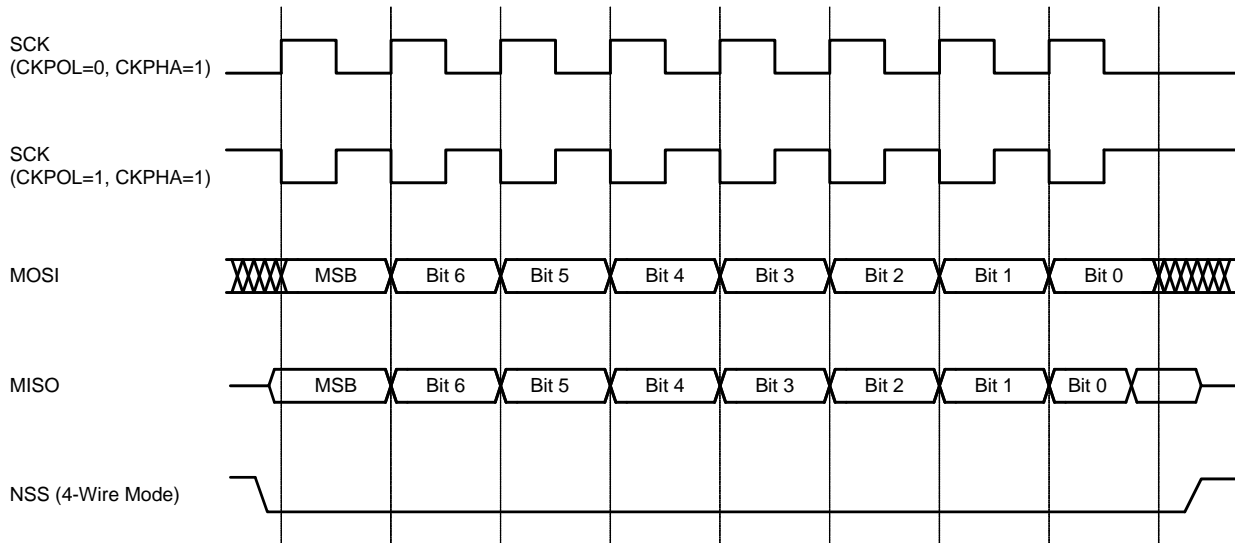 SCK
(CKPOL=0, CKPHA=1)
SCK
(CKPOL=1, CKPHA=1)
MOSI MSB Bit 6 Bit 5 Bit 4 Bit 3 Bit 2 Bit 1 Bit 0
MISO MSB Bit 6 Bit 5 Bit 4 Bit 3 Bit 2 Bit 1 Bit 0
NSS (4-Wire Mode)